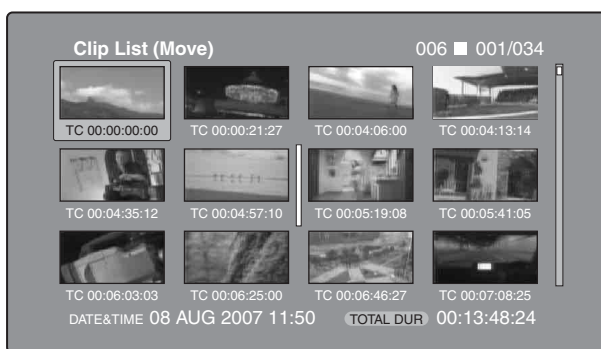 Clip List (Move) 006 001/034
TC 00:00:00:00 TC 00:00:21:27 TC 00:04:06:00 TC 00:04:13:14
TC 00:04:35:12 TC 00:04:57:10 TC 00:05:19:08 TC 00:05:41:05
TC 00:06:03:03 TC 00:06:25:00 TC 00:06:46:27 TC 00:07:08:25
DATE&TIME 08 AUG 2007 11:50 TOTAL DUR 00:13:48:24